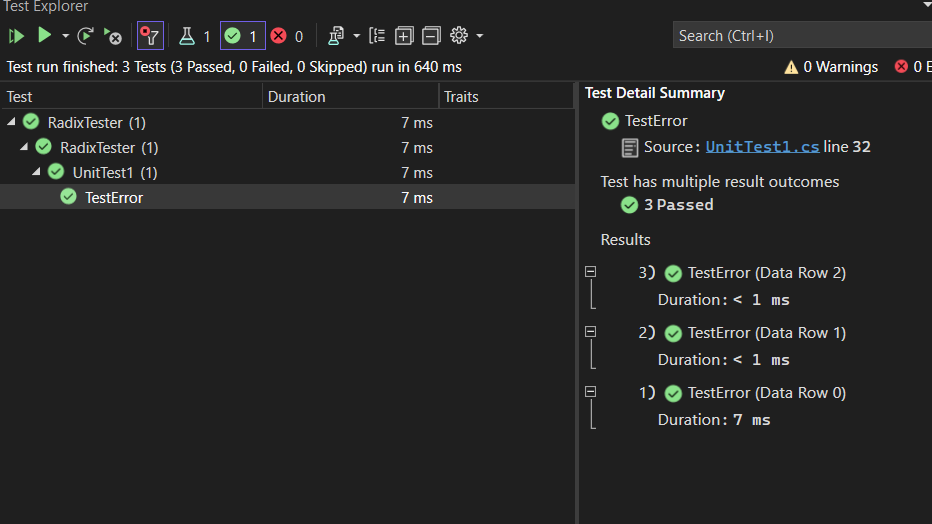 Test Explorer
1 1 0
Search (Ctrl+I)
Test run finished: 3 Tests (3 Passed, 0 Failed, 0 Skipped) run in 640 ms
0 Warnings 0 E
Test Duration Traits
RadixTester (1) 7 ms
RadixTester (1) 7 ms
UnitTest1 (1) 7 ms
TestError 7 ms
Test Detail Summary
TestError
Source: UnitTest1.cs line 32
Test has multiple result outcomes
3 Passed
Results
3) TestError (Data Row 2)
Duration: < 1 ms
2) TestError (Data Row 1)
Duration: < 1 ms
1) TestError (Data Row 0)
Duration: 7 ms